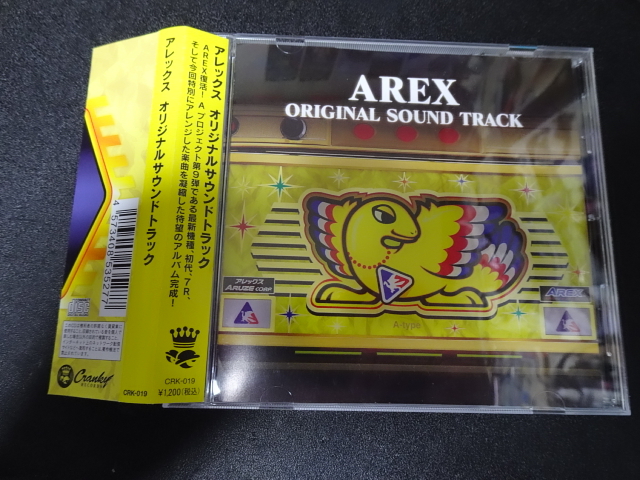 アレックス オリジナルサウンドトラック
AREX復活! A プロジェクト第9弾である最新機種、初代、7R、
そして今回特別にアレンジした楽曲を凝縮した待望のアルバム完成!
CRK-019
¥1,200(税込)
アレックス オリジナルサウンドトラック
4 573408 535277
Cranky
RECORDS
CRK-019
AREX
ORIGINAL SOUND TRACK
アレックス
ARUZE CORP.
AREX
A-type